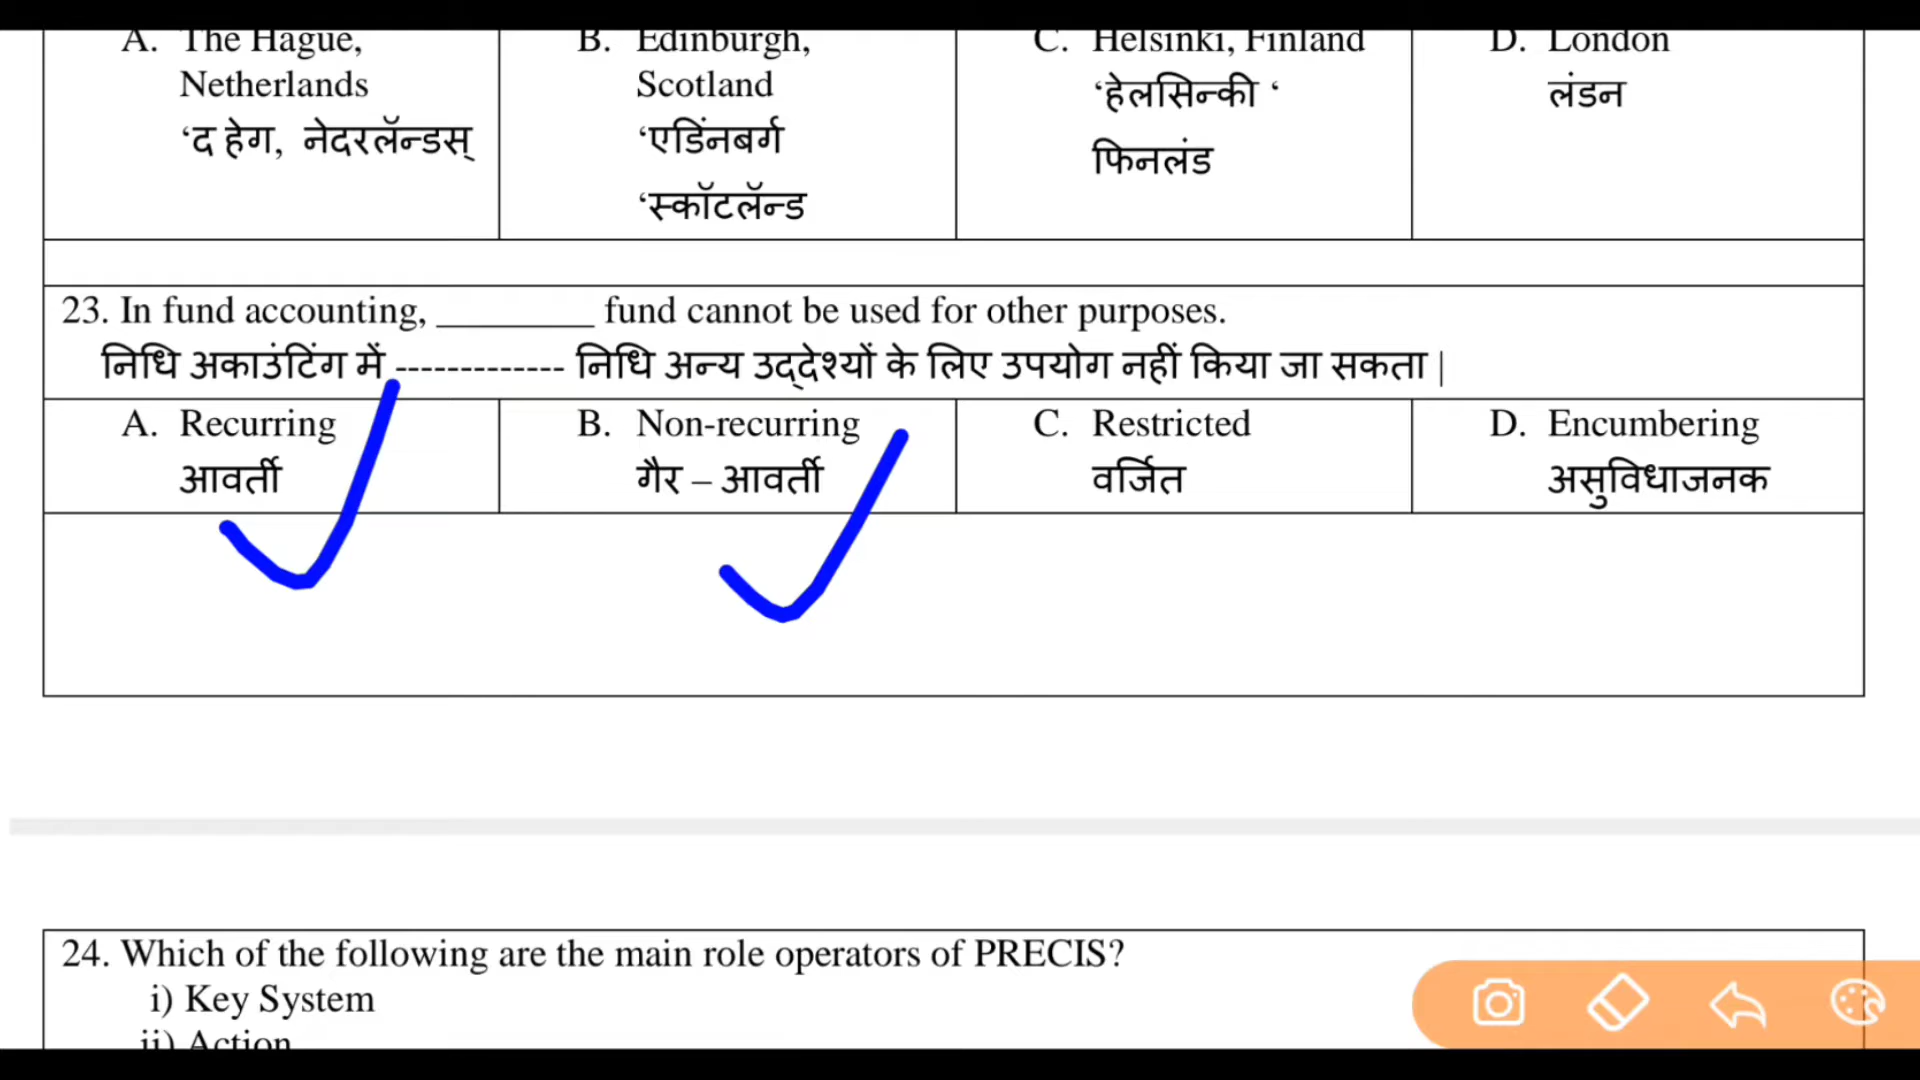 A. The Hague,
Netherlands
‘द हेग, नेदरलॅन्डस्
B. Edinburgh,
Scotland
‘एडिंनबर्ग
‘स्कॉटलॅन्ड
C. Helsinki, Finland
‘हेलसिन्की ‘
फिनलंड
D. London
लंडन
23. In fund accounting, ________ fund cannot be used for other purposes.
निधि अकाउंटिंग में ------------- निधि अन्य उद्देश्यों के लिए उपयोग नहीं किया जा सकता |
A. Recurring
आवर्ती
B. Non-recurring
गैर – आवर्ती
C. Restricted
वर्जित
D. Encumbering
असुविधाजनक
24. Which of the following are the main role operators of PRECIS?
i) Key System
ii) Action